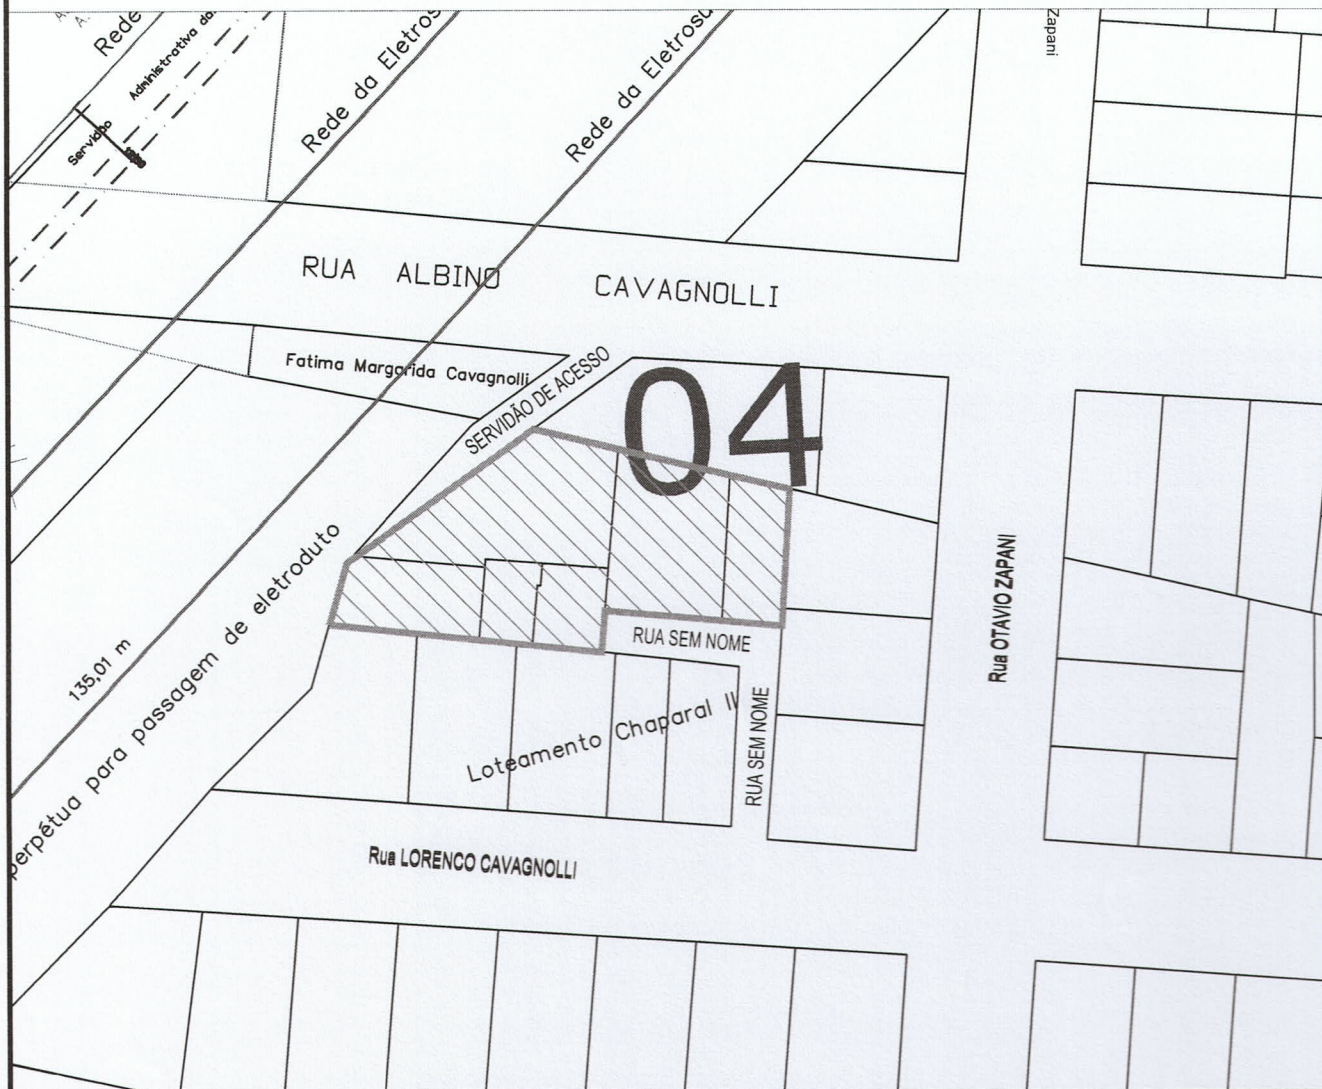 Rede
Administrativa da
Servidão
Rede da Eletros
Rede da Eletrosu
Zapani
RUA ALBINO CAVAGNOLLI
Fatima Margarida Cavagnolli
SERVIDÃO DE ACESSO
04
perpétua para passagem de eletroduto
135,01 m
RUA SEM NOME
Loteamento Chaparal II
RUA SEM NOME
Rua OTAVIO ZAPANI
Rua LORENCO CAVAGNOLLI